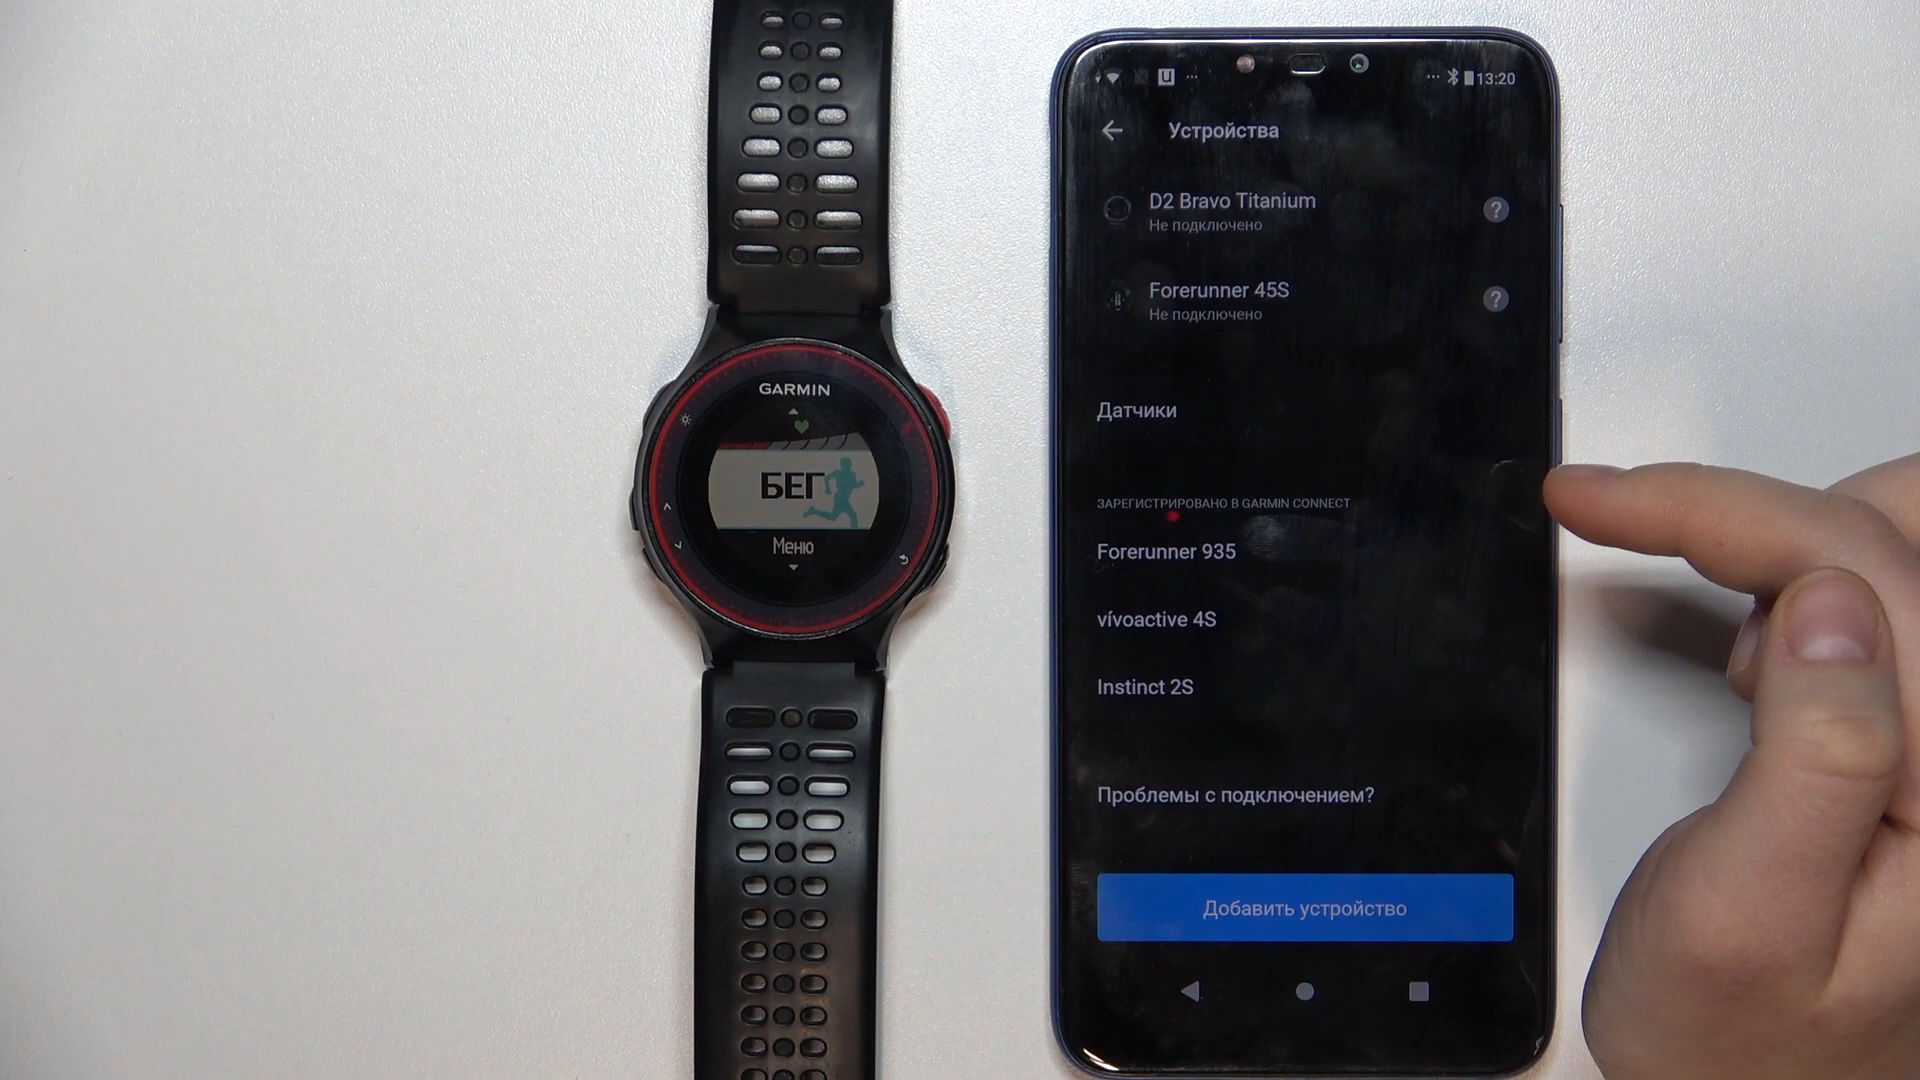 GARMIN
БЕГ
Меню
13:20
Устройства
D2 Bravo Titanium
Не подключено
?
Forerunner 45S
Не подключено
?
Датчики
ЗАРЕГИСТРИРОВАНО В GARMIN CONNECT
Forerunner 935
vívoactive 4S
Instinct 2S
Проблемы с подключением?
Добавить устройство